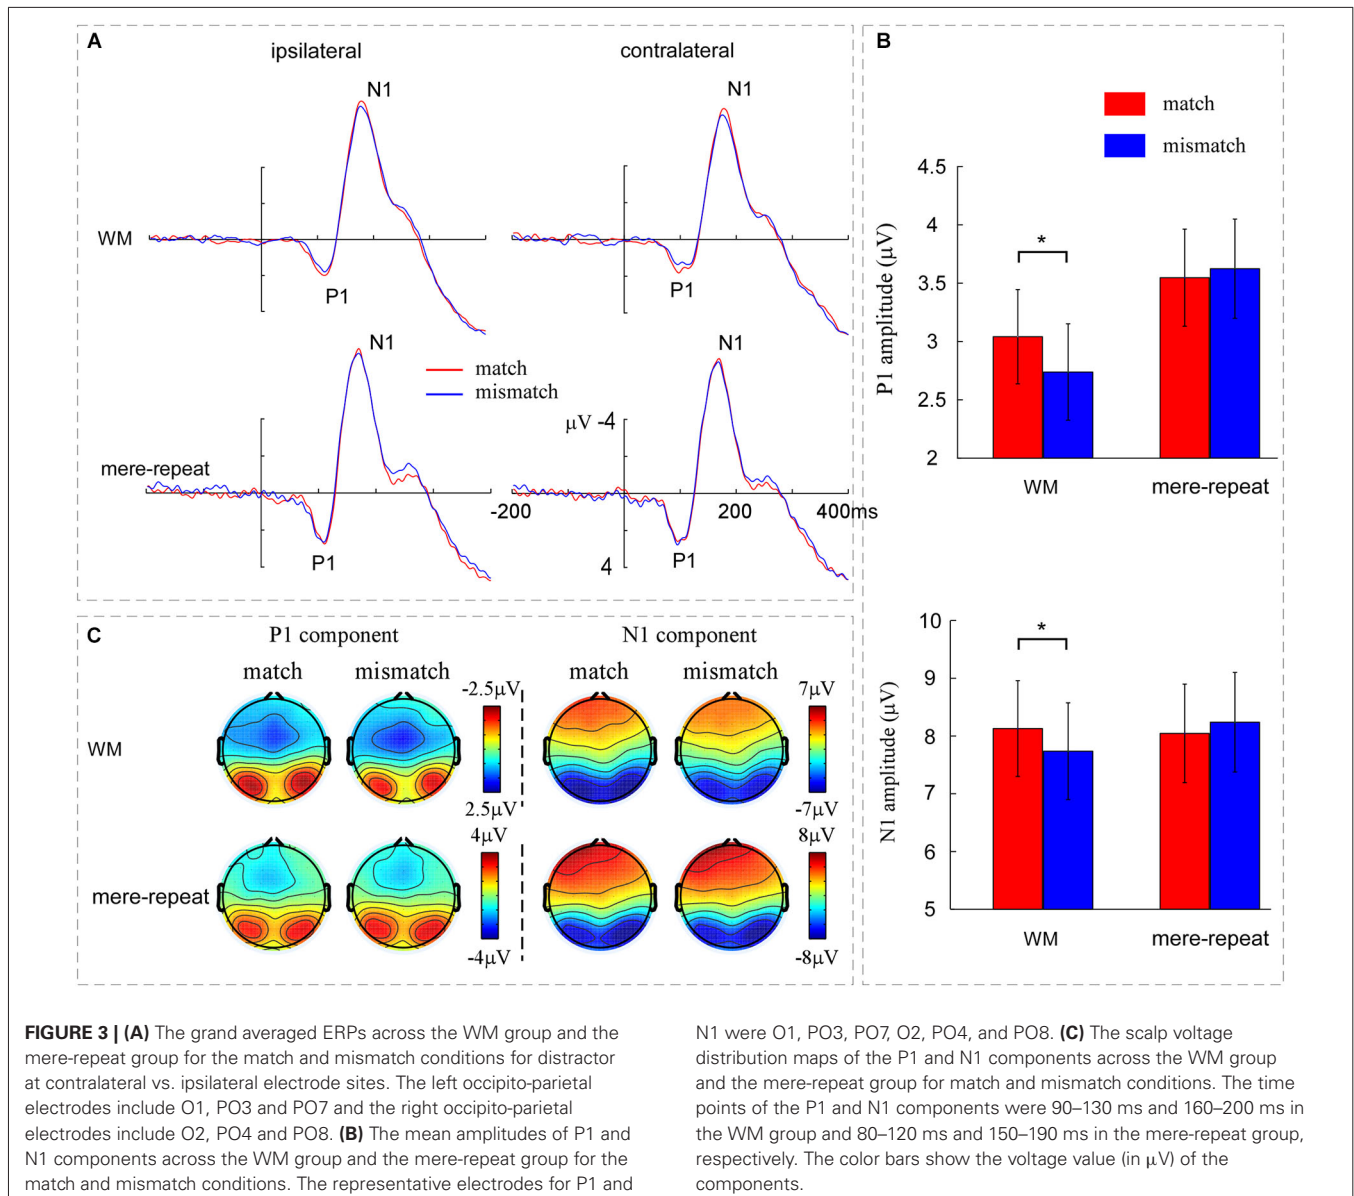 A
ipsilateral
contralateral
N1
N1
WM
P1
P1
N1
N1
match
mismatch
µV -4
mere-repeat
-200
200
400ms
P1
P1
4
B
match
mismatch
4.5
4
3.5
3
2.5
2
P1 amplitude (µV)
*
WM
mere-repeat
10
9
8
7
6
5
N1 amplitude (µV)
*
WM
mere-repeat
C
P1 component
N1 component
match
mismatch
match
mismatch
-2.5µV
7µV
WM
2.5µV
-7µV
4µV
8µV
mere-repeat
-4µV
-8µV
FIGURE 3 | (A) The grand averaged ERPs across the WM group and the
mere-repeat group for the match and mismatch conditions for distractor
at contralateral vs. ipsilateral electrode sites. The left occipito-parietal
electrodes include O1, PO3 and PO7 and the right occipito-parietal
electrodes include O2, PO4 and PO8. (B) The mean amplitudes of P1 and
N1 components across the WM group and the mere-repeat group for the
match and mismatch conditions. The representative electrodes for P1 and
N1 were O1, PO3, PO7, O2, PO4, and PO8. (C) The scalp voltage
distribution maps of the P1 and N1 components across the WM group
and the mere-repeat group for match and mismatch conditions. The time
points of the P1 and N1 components were 90–130 ms and 160–200 ms in
the WM group and 80–120 ms and 150–190 ms in the mere-repeat group,
respectively. The color bars show the voltage value (in µV) of the
components.